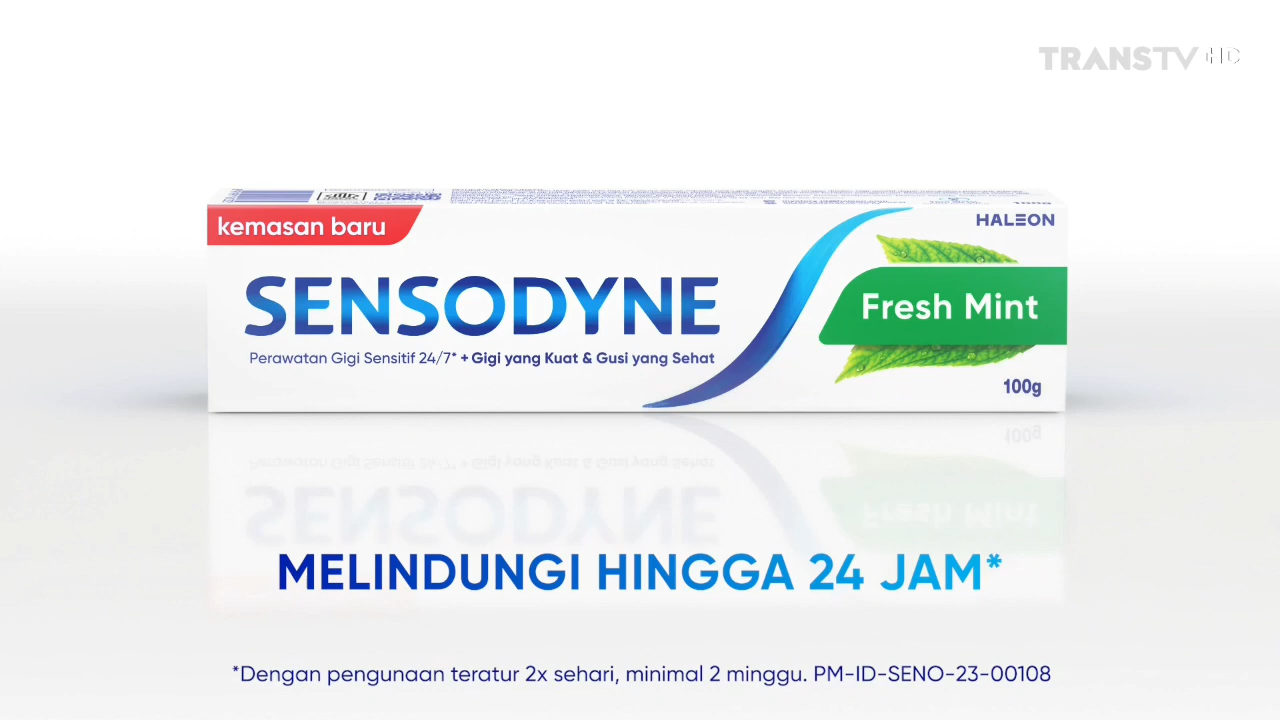 TRANSTV HD
kemasan baru
HALEON
SENSODYNE
Fresh Mint
Perawatan Gigi Sensitif 24/7* + Gigi yang Kuat & Gusi yang Sehat
100g
MELINDUNGI HINGGA 24 JAM*
*Dengan pengunaan teratur 2x sehari, minimal 2 minggu. PM-ID-SENO-23-00108